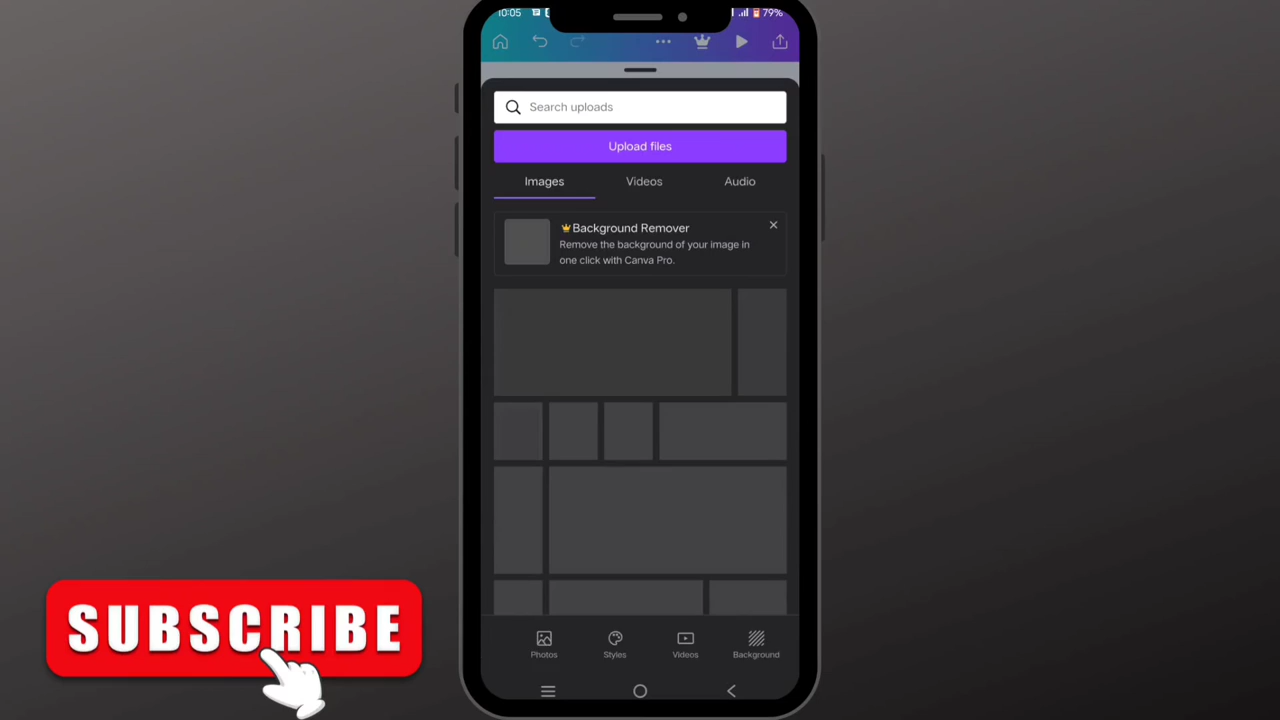 10:05
79%
Search uploads
Upload files
Images Videos Audio
Background Remover
Remove the background of your image in
one click with Canva Pro.
Photos Styles Videos Background
SUBSCRIBE